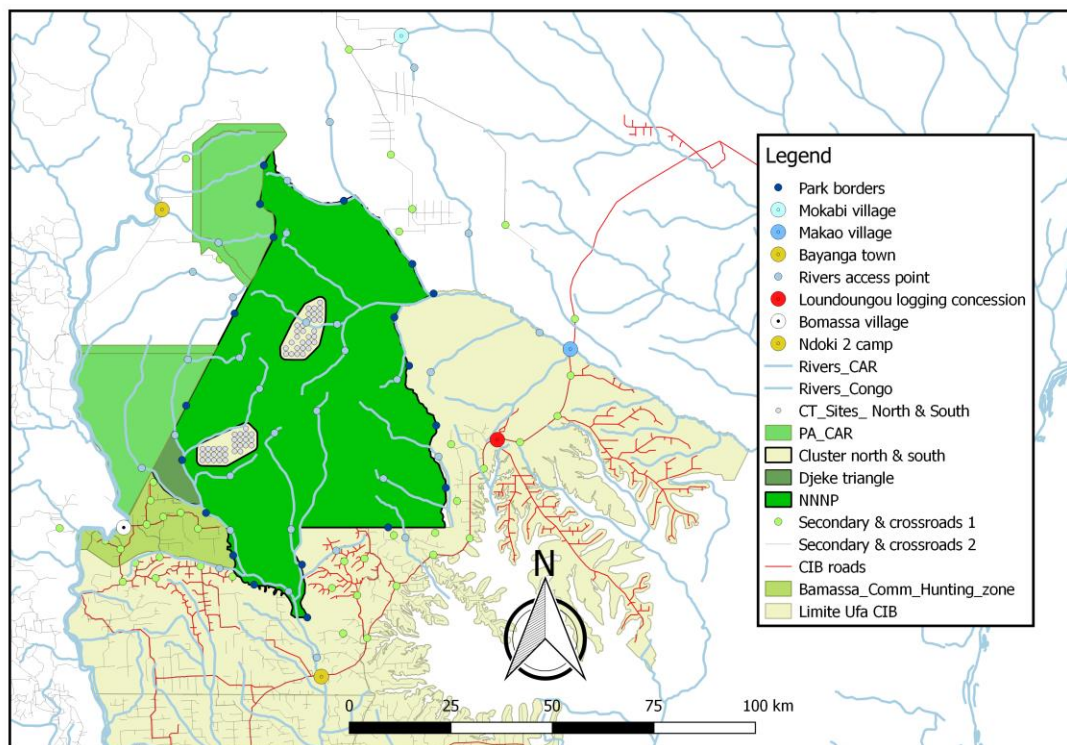 Legend
Park borders
Mokabi village
Makao village
Bayanga town
Rivers access point
Loundoungou logging concession
Bomassa village
Ndoki 2 camp
Rivers_CAR
Rivers_Congo
CT_Sites_ North & South
PA_CAR
Cluster north & south
Djeke triangle
NNNP
Secondary & crossroads 1
Secondary & crossroads 2
CIB roads
Bamassa_Comm_Hunting_zone
Limite Ufa CIB
N
0 25 50 75 100 km